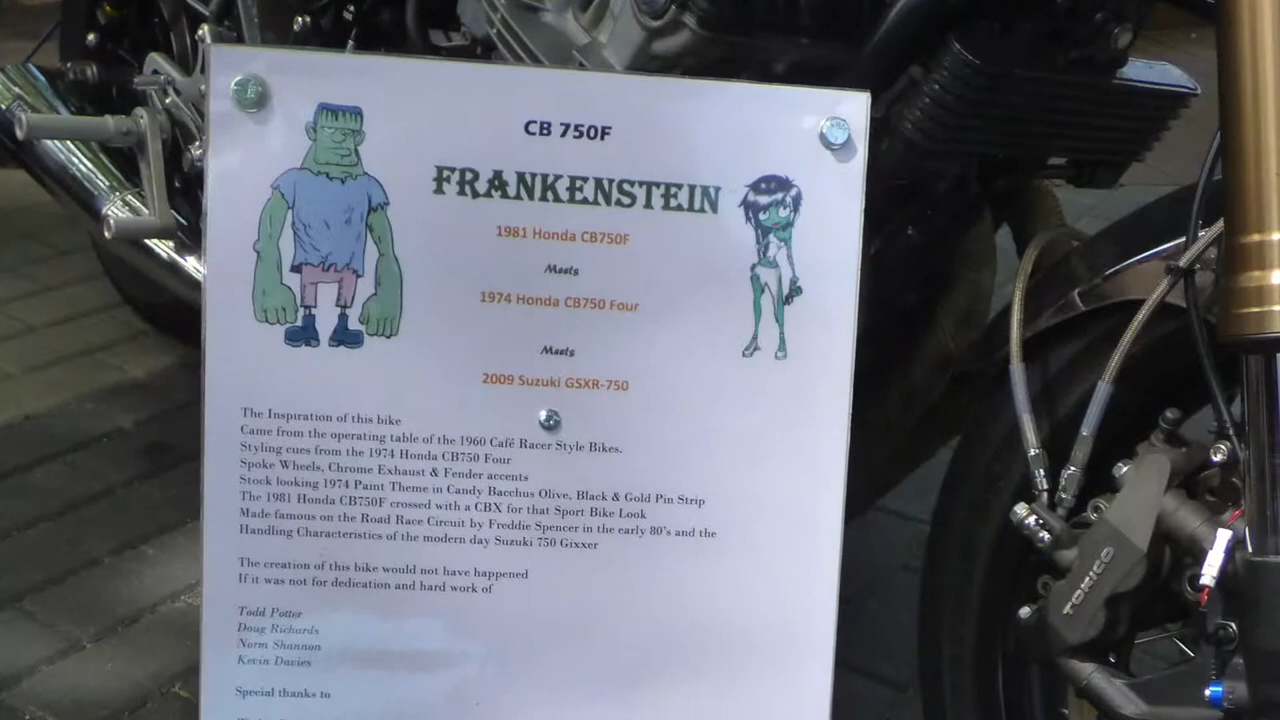 CB 750F
FRANKENSTEIN
1981 Honda CB750F
Meets
1974 Honda CB750 Four
Meets
2009 Suzuki GSXR-750
The Inspiration of this bike
Came from the operating table of the 1960 Café Racer Style Bikes.
Styling cues from the 1974 Honda CB750 Four
Spoke Wheels, Chrome Exhaust & Fender accents
Stock looking 1974 Paint Theme in Candy Bacchus Olive, Black & Gold Pin Strip
The 1981 Honda CB750F crossed with a CBX for that Sport Bike Look
Made famous on the Road Race Circuit by Freddie Spencer in the early 80's and the
Handling Characteristics of the modern day Suzuki 750 Gixxer
The creation of this bike would not have happened
If it was not for dedication and hard work of
Todd Potter
Doug Richards
Norm Shannon
Kevin Davies
Special thanks to
TOKICO